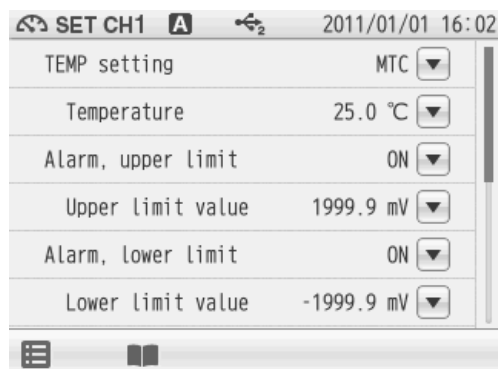 SET CH1 A 2 2011/01/01 16:02
TEMP setting MTC
Temperature 25.0 ℃
Alarm, upper limit ON
Upper limit value 1999.9 mV
Alarm, lower limit ON
Lower limit value -1999.9 mV